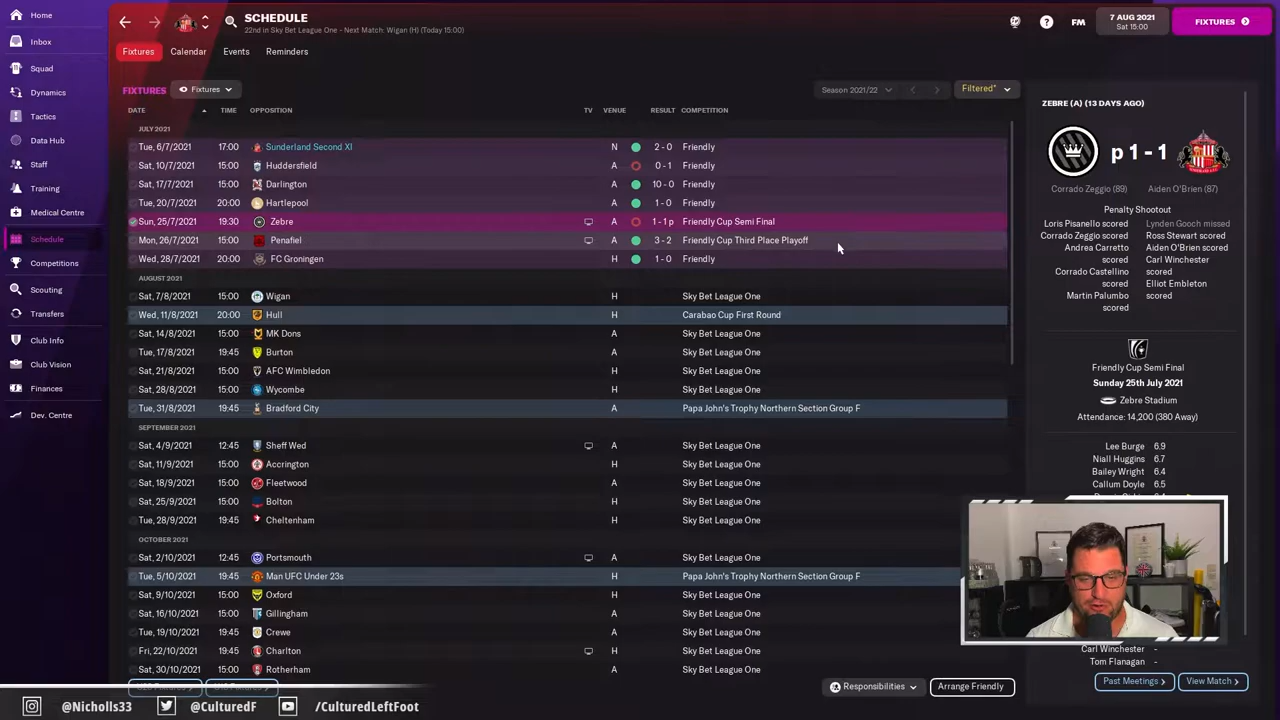 SCHEDULE
22nd in Sky Bet League One - Next Match: Wigan (H) (Today 15:00)
FM
7 AUG 2021
Sat 15:00
FIXTURES
Home
Inbox
Squad
Dynamics
Tactics
Data Hub
Staff
Training
Medical Centre
Schedule
Competitions
Scouting
Transfers
Club Info
Club Vision
Finances
Dev. Centre
Fixtures Calendar Events Reminders
FIXTURES Fixtures Season 2021/22 Filtered*
DATE TIME OPPOSITION TV VENUE RESULT COMPETITION
JULY 2021
Tue, 6/7/2021 17:00 Sunderland Second XI N 2 - 0 Friendly
Sat, 10/7/2021 15:00 Huddersfield A 0 - 1 Friendly
Sat, 17/7/2021 15:00 Darlington A 10 - 0 Friendly
Tue, 20/7/2021 20:00 Hartlepool A 1 - 0 Friendly
Sun, 25/7/2021 19:30 Zebre A 1 - 1 p Friendly Cup Semi Final
Mon, 26/7/2021 15:00 Penafiel A 3 - 2 Friendly Cup Third Place Playoff
Wed, 28/7/2021 20:00 FC Groningen H 1 - 0 Friendly
AUGUST 2021
Sat, 7/8/2021 15:00 Wigan H Sky Bet League One
Wed, 11/8/2021 20:00 Hull H Carabao Cup First Round
Sat, 14/8/2021 15:00 MK Dons A Sky Bet League One
Tue, 17/8/2021 19:45 Burton A Sky Bet League One
Sat, 21/8/2021 15:00 AFC Wimbledon H Sky Bet League One
Sat, 28/8/2021 15:00 Wycombe H Sky Bet League One
Tue, 31/8/2021 19:45 Bradford City A Papa John's Trophy Northern Section Group F
SEPTEMBER 2021
Sat, 4/9/2021 12:45 Sheff Wed A Sky Bet League One
Sat, 11/9/2021 15:00 Accrington H Sky Bet League One
Sat, 18/9/2021 15:00 Fleetwood A Sky Bet League One
Sat, 25/9/2021 15:00 Bolton H Sky Bet League One
Tue, 28/9/2021 19:45 Cheltenham H Sky Bet League One
OCTOBER 2021
Sat, 2/10/2021 12:45 Portsmouth A Sky Bet League One
Tue, 5/10/2021 19:45 Man UFC Under 23s H Papa John's Trophy Northern Section Group F
Sat, 9/10/2021 15:00 Oxford H Sky Bet League One
Sat, 16/10/2021 15:00 Gillingham A Sky Bet League One
Tue, 19/10/2021 19:45 Crewe A Sky Bet League One
Fri, 22/10/2021 19:45 Charlton H Sky Bet League One
Sat, 30/10/2021 15:00 Rotherham A Sky Bet League One
Responsibilities Arrange Friendly
ZEBRE (A) (13 DAYS AGO)
p 1 - 1
Corrado Zeggio (89) Aiden O'Brien (87)
Penalty Shootout
Loris Pisanello scored
Corrado Zeggio scored
Andrea Carretto scored
Corrado Castellino scored
Martin Palumbo scored
Lynden Gooch missed
Ross Stewart scored
Aiden O'Brien scored
Carl Winchester scored
Elliot Embleton scored
Friendly Cup Semi Final
Sunday 25th July 2021
Zebre Stadium
Attendance: 14,200 (380 Away)
Lee Burge 6.9
Niall Huggins 6.7
Bailey Wright 6.4
Callum Doyle 6.5
Carl Winchester -
Tom Flanagan -
Past Meetings View Match
@Nicholls33 @CulturedF /CulturedLeftFoot